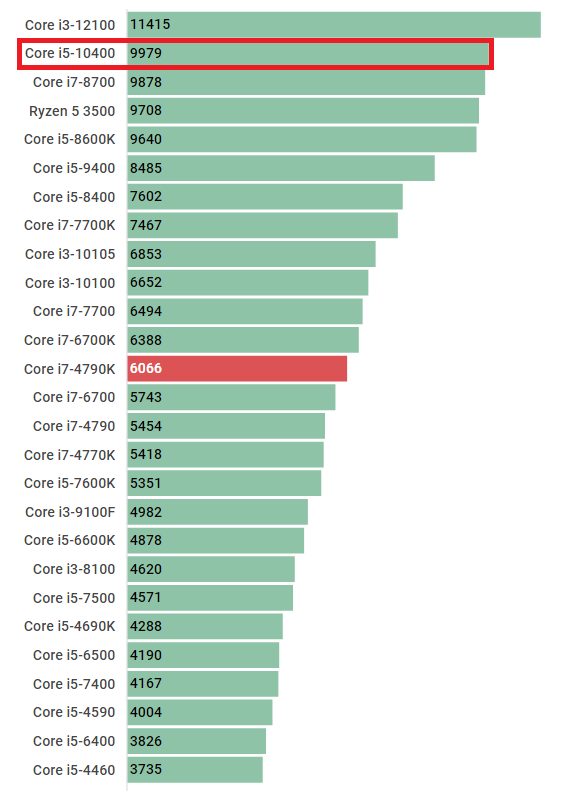 Core i3-12100 11415
Core i5-10400 9979
Core i7-8700 9878
Ryzen 5 3500 9708
Core i5-8600K 9640
Core i5-9400 8485
Core i5-8400 7602
Core i7-7700K 7467
Core i3-10105 6853
Core i3-10100 6652
Core i7-7700 6494
Core i7-6700K 6388
Core i7-4790K 6066
Core i7-6700 5743
Core i7-4790 5454
Core i7-4770K 5418
Core i5-7600K 5351
Core i3-9100F 4982
Core i5-6600K 4878
Core i3-8100 4620
Core i5-7500 4571
Core i5-4690K 4288
Core i5-6500 4190
Core i5-7400 4167
Core i5-4590 4004
Core i5-6400 3826
Core i5-4460 3735